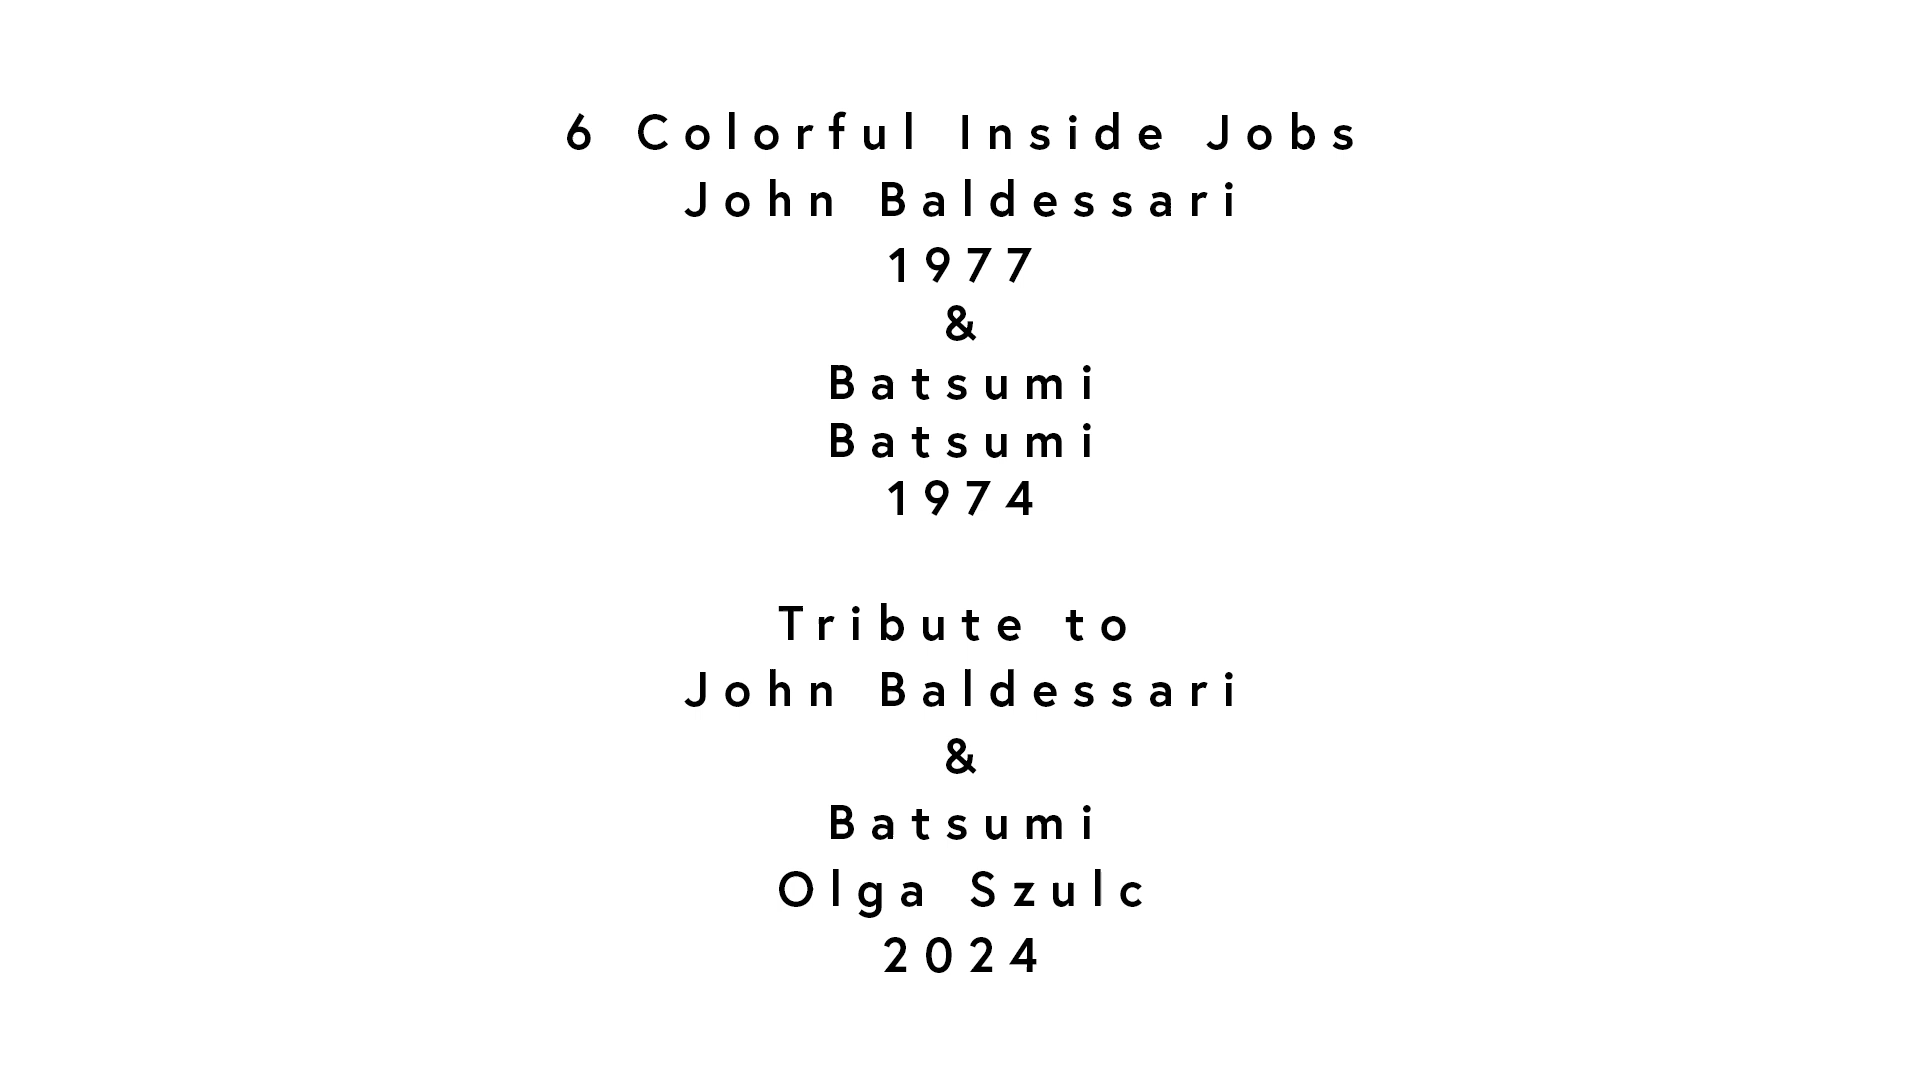 6 Colorful Inside Jobs
John Baldessari
1977
&
Batsumi
Batsumi
1974
Tribute to
John Baldessari
&
Batsumi
Olga Szulc
2024